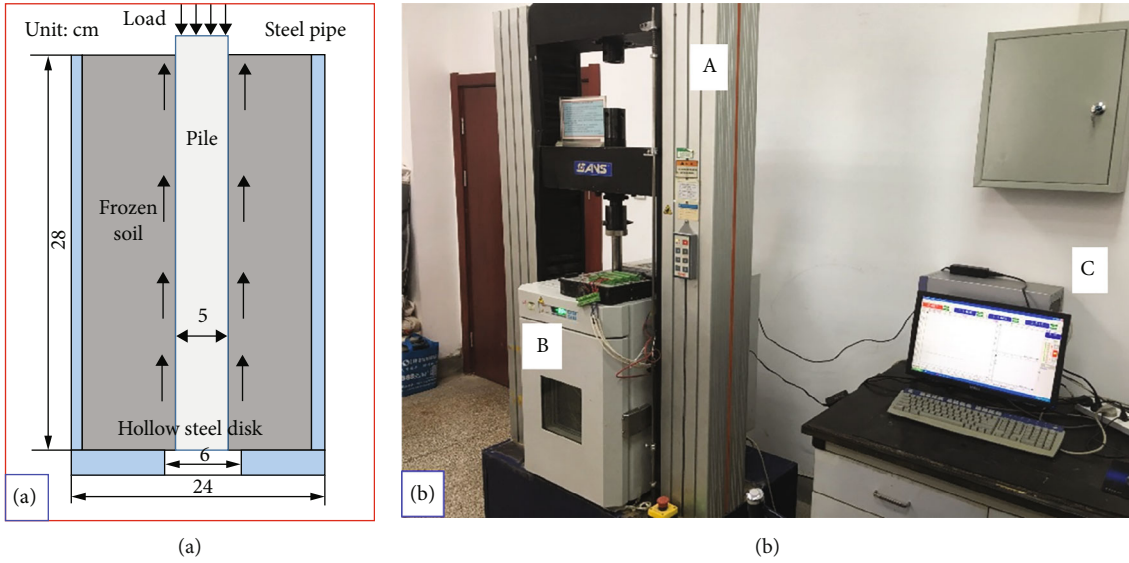 Unit: cm
Load
Steel pipe
Pile
Frozen
soil
28
5
Hollow steel disk
6
24
(a)
(a)
A
SANS
B
C
(b)
(b)